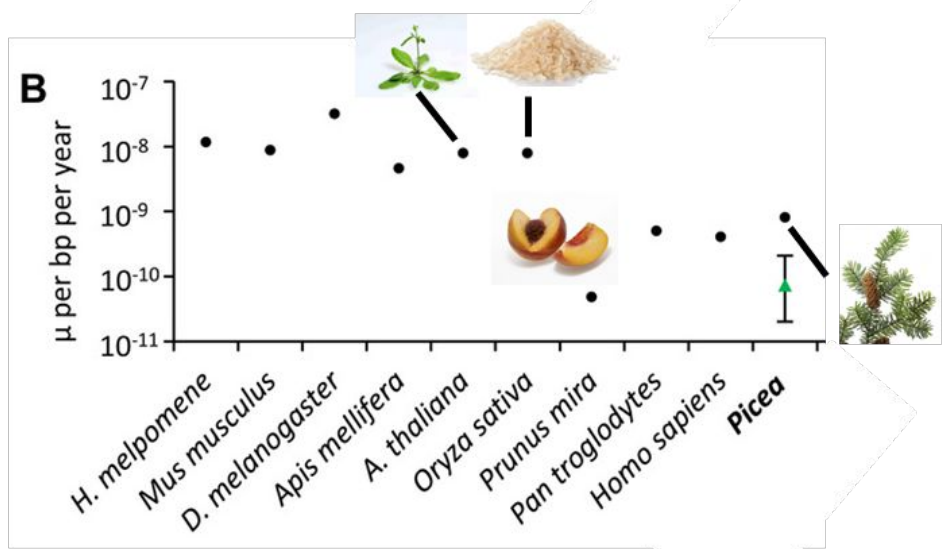 B
μ per bp per year
10-7
10-8
10-9
10-10
10-11
H. melpomene
Mus musculus
D. melanogaster
Apis mellifera
A. thaliana
Oryza sativa
Prunus mira
Pan troglodytes
Homo sapiens
Picea